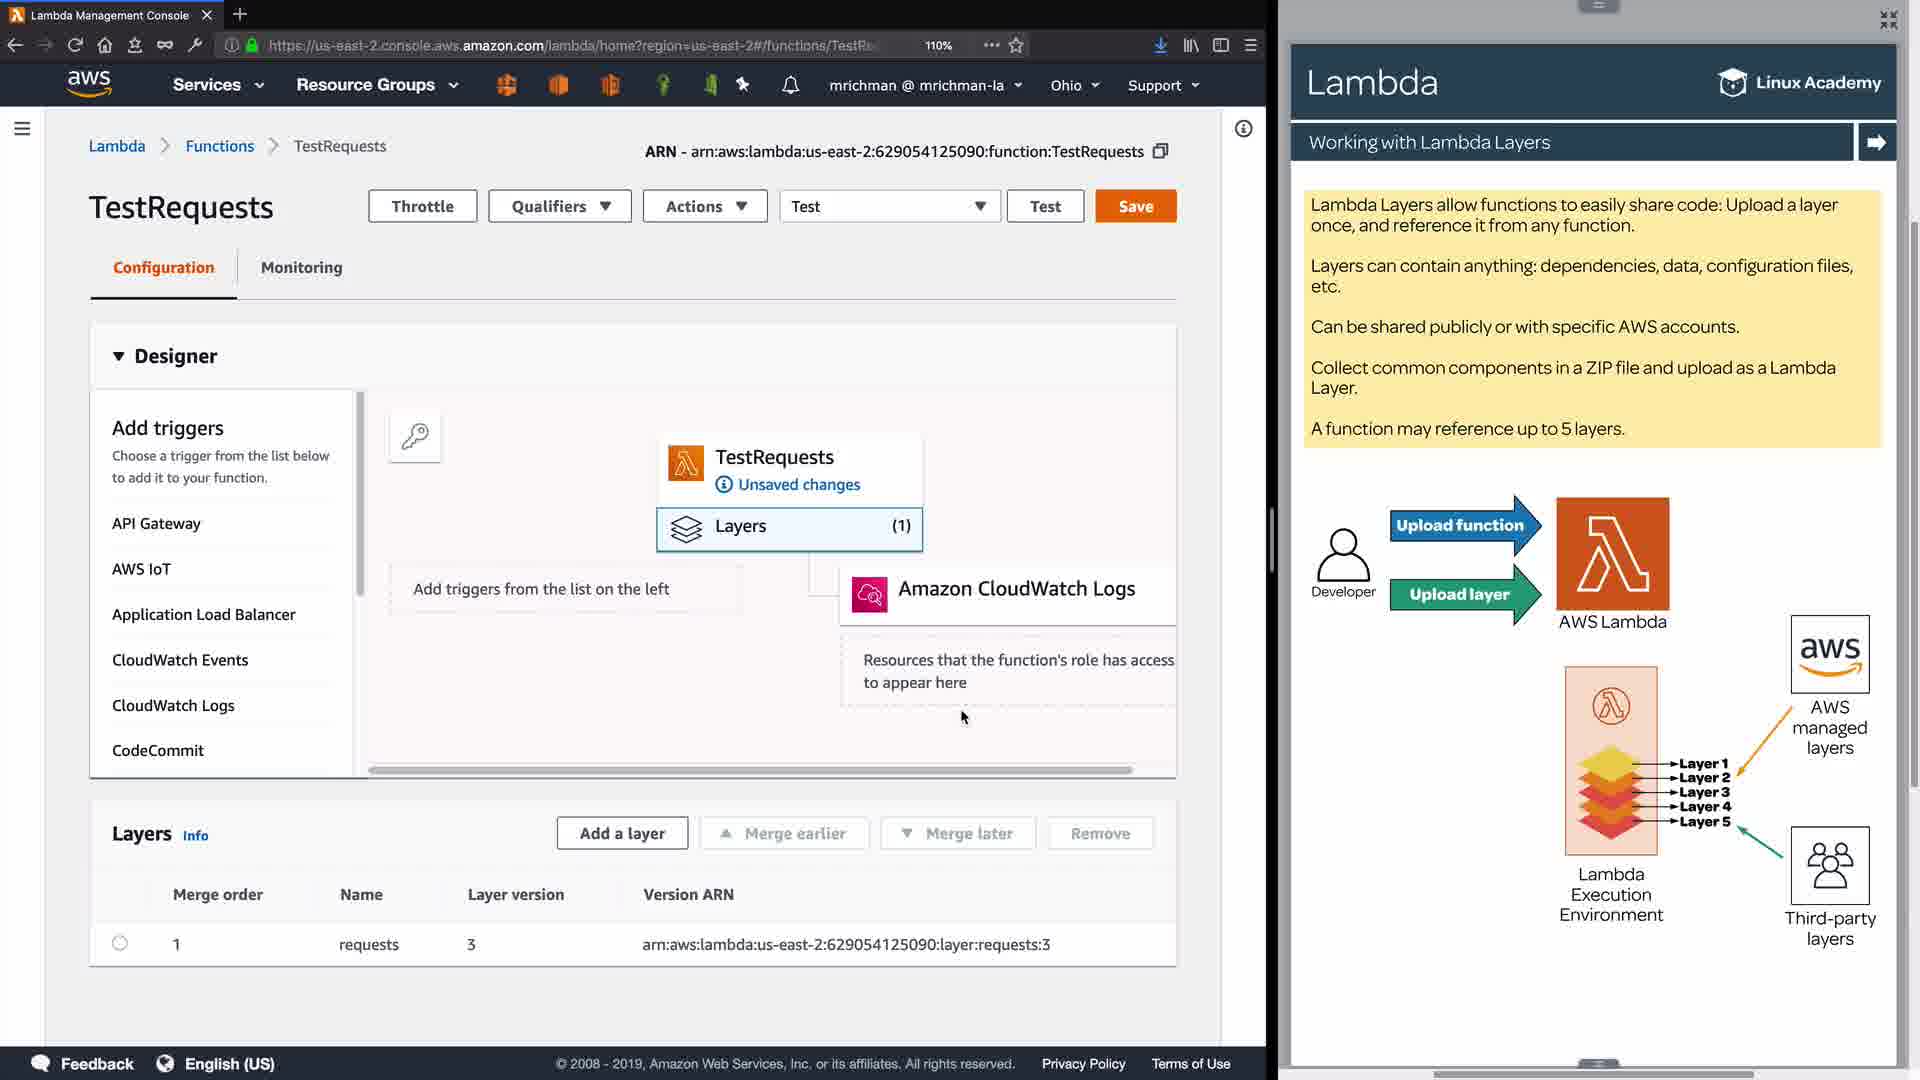 Lambda Management Console
https://us-east-2.console.aws.amazon.com/lambda/home?region=us-east-2#/functions/TestRe
110%
aws
Services
Resource Groups
mrichman @ mrichman-la
Ohio
Support
Lambda
Functions
TestRequests
ARN - arn:aws:lambda:us-east-2:629054125090:function:TestRequests
TestRequests
Throttle
Qualifiers
Actions
Test
Test
Save
Configuration
Monitoring
Designer
Add triggers
Choose a trigger from the list below
to add it to your function.
API Gateway
AWS IoT
Application Load Balancer
CloudWatch Events
CloudWatch Logs
CodeCommit
TestRequests
Unsaved changes
Layers (1)
Add triggers from the list on the left
Amazon CloudWatch Logs
Resources that the function's role has access
to appear here
Layers Info
Add a layer
Merge earlier
Merge later
Remove
Merge order Name Layer version Version ARN
1 requests 3 arn:aws:lambda:us-east-2:629054125090:layer:requests:3
Feedback
English (US)
© 2008 - 2019, Amazon Web Services, Inc. or its affiliates. All rights reserved.
Privacy Policy
Terms of Use
Lambda
Linux Academy
Working with Lambda Layers
Lambda Layers allow functions to easily share code: Upload a layer
once, and reference it from any function.
Layers can contain anything: dependencies, data, configuration files,
etc.
Can be shared publicly or with specific AWS accounts.
Collect common components in a ZIP file and upload as a Lambda
Layer.
A function may reference up to 5 layers.
Upload function
Upload layer
Developer
AWS Lambda
aws
AWS
managed
layers
Layer 1
Layer 2
Layer 3
Layer 4
Layer 5
Lambda
Execution
Environment
Third-party
layers